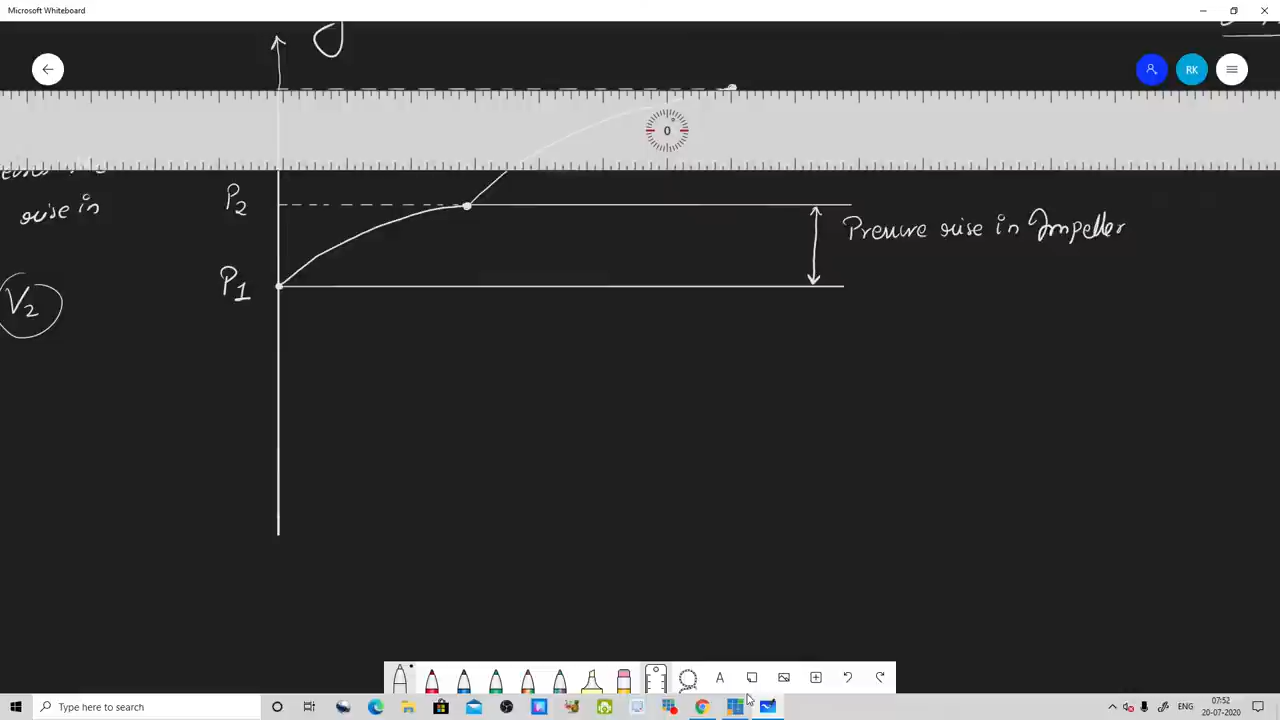 Microsoft Whiteboard
RK
0
rise in
P2
Pressure rise in Impeller
P1
V2
A
Type here to search
ENG
07:52
20-07-2020